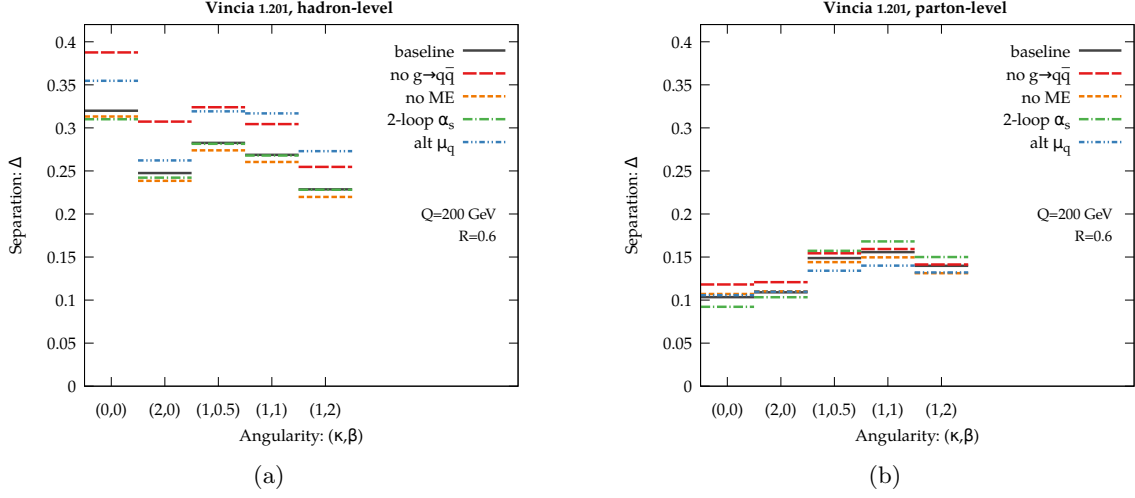 Vincia 1.201, hadron-level
Separation: Δ
0.4
0.35
0.3
0.25
0.2
0.15
0.1
0.05
0
baseline
no g→qq̅
no ME
2-loop αs
alt μq
Q=200 GeV
R=0.6
(0,0) (2,0) (1,0.5) (1,1) (1,2)
Angularity: (κ,β)
(a)
Vincia 1.201, parton-level
Separation: Δ
0.4
0.35
0.3
0.25
0.2
0.15
0.1
0.05
0
baseline
no g→qq̅
no ME
2-loop αs
alt μq
Q=200 GeV
R=0.6
(0,0) (2,0) (1,0.5) (1,1) (1,2)
Angularity: (κ,β)
(b)